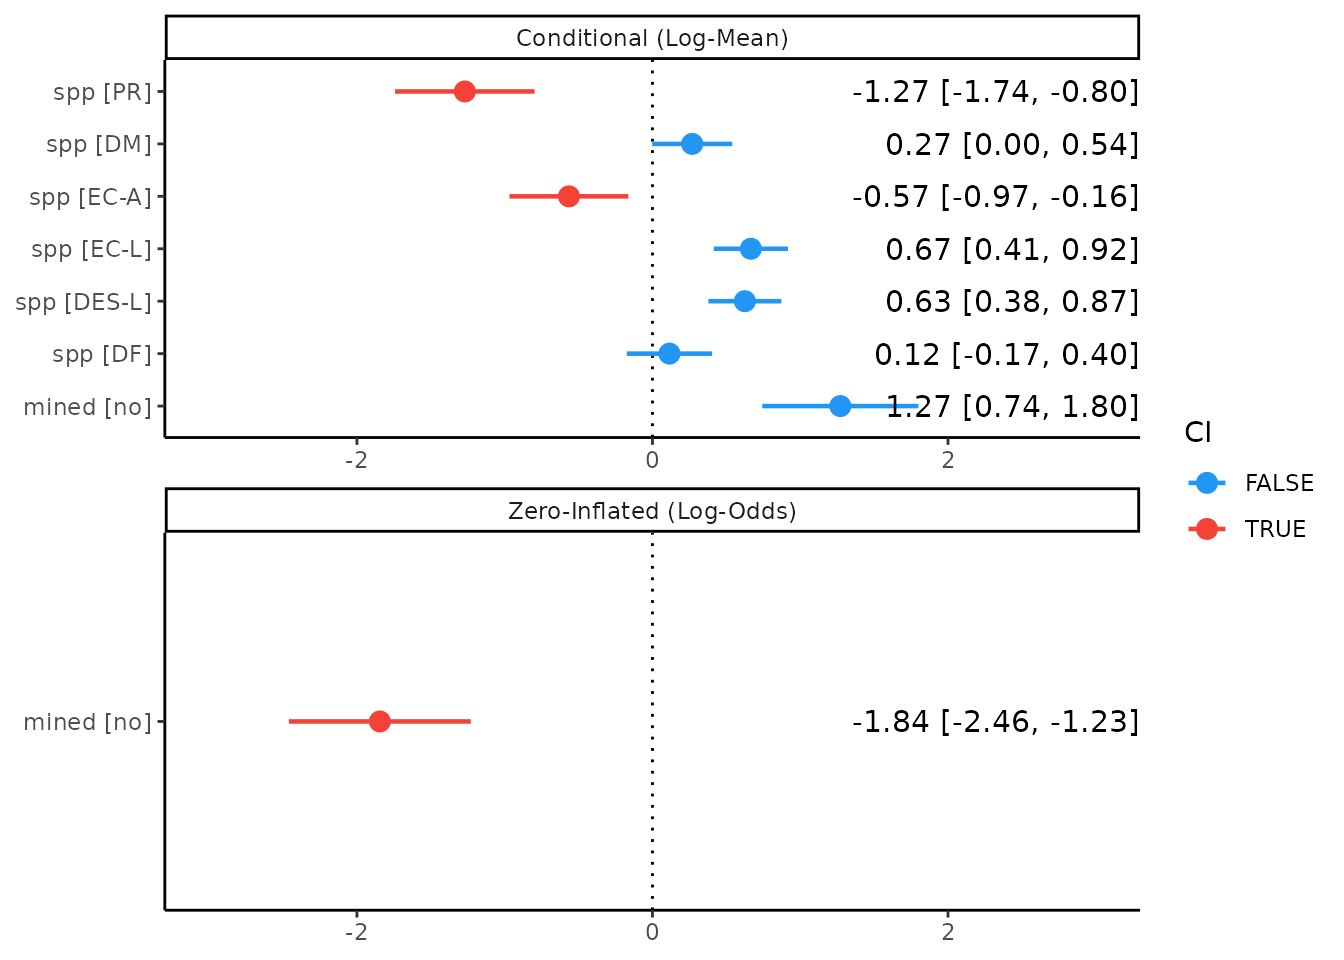 Conditional (Log-Mean)
spp [PR] -1.27 [-1.74, -0.80]
spp [DM] 0.27 [0.00, 0.54]
spp [EC-A] -0.57 [-0.97, -0.16]
spp [EC-L] 0.67 [0.41, 0.92]
spp [DES-L] 0.63 [0.38, 0.87]
spp [DF] 0.12 [-0.17, 0.40]
mined [no] 1.27 [0.74, 1.80]
-2 0 2
CI
FALSE
TRUE
Zero-Inflated (Log-Odds)
mined [no] -1.84 [-2.46, -1.23]
-2 0 2